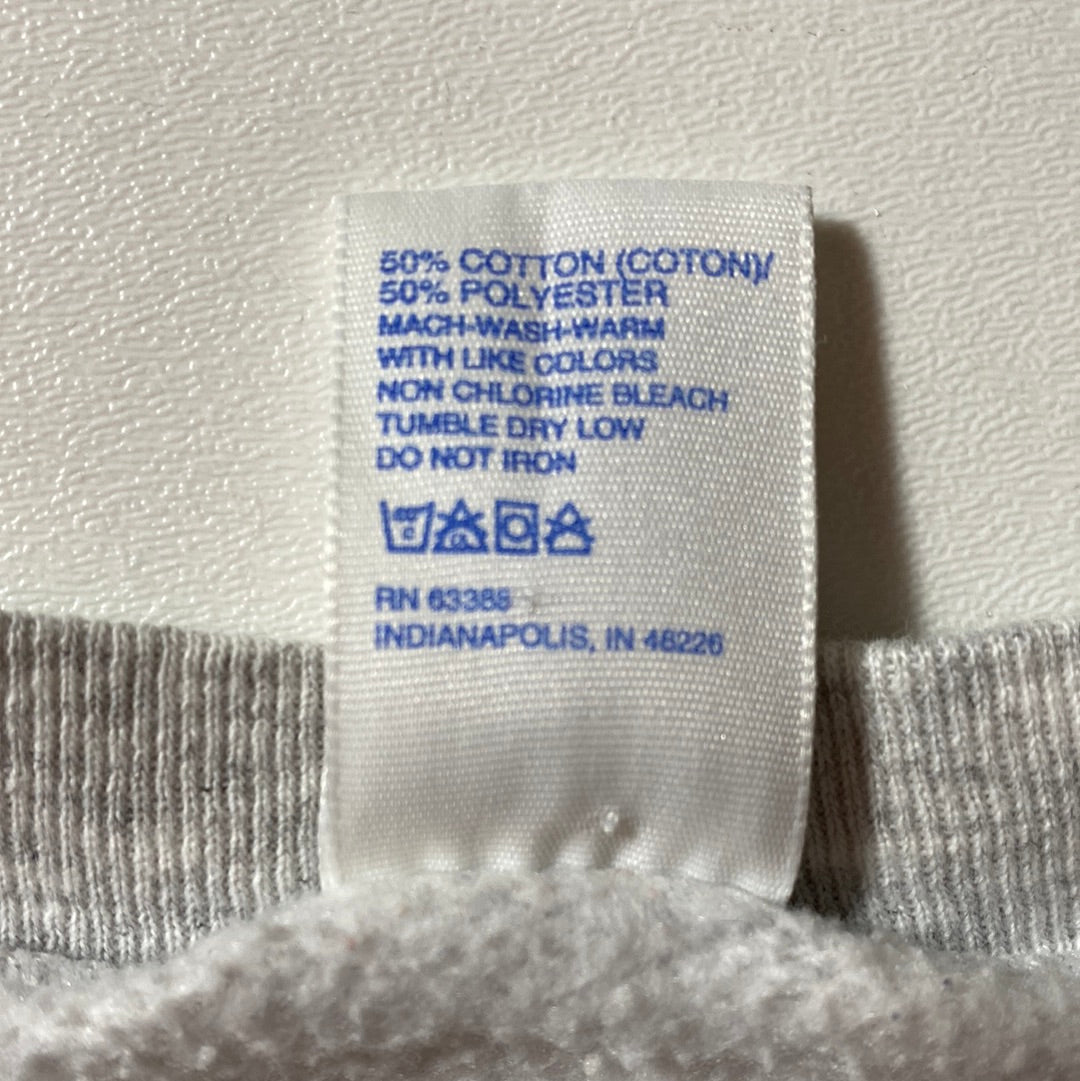 50% COTTON (COTON)/
50% POLYESTER
MACH-WASH-WARM
WITH LIKE COLORS
NON CHLORINE BLEACH
TUMBLE DRY LOW
DO NOT IRON
RN 63388
INDIANAPOLIS, IN 46226